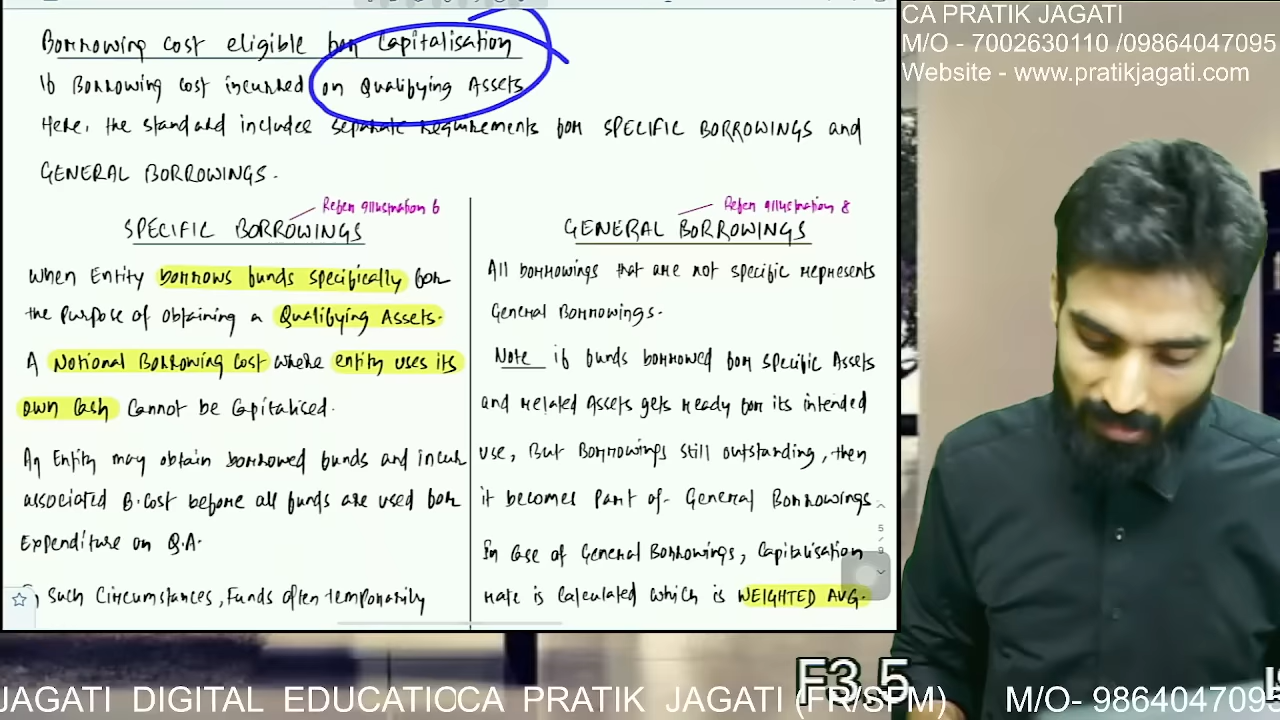 CA PRATIK JAGATI
M/O - 7002630110 /09864047095
Website - www.pratikjagati.com
Borrowing Cost eligible for Capitalisation
If Borrowing Cost incurred on Qualifying Assets
Here, the standard includes separate requirements for SPECIFIC BORROWINGS and
GENERAL BORROWINGS.
Refer illustration 6
SPECIFIC BORROWINGS
When Entity borrows funds specifically for
the purpose of obtaining a Qualifying Assets.
A Notional Borrowing Cost where entity uses its
own Cash Cannot be Capitalised.
An Entity may obtain borrowed funds and incur
associated B.Cost before all funds are used for
Expenditure on Q.A.
Such Circumstances, Funds often temporarily
Refer illustration 8
GENERAL BORROWINGS
All borrowings that are not specific represents
General Borrowings.
Note if funds borrowed for specific Assets
and related Assets gets ready for its intended
use, But Borrowings still outstanding, then
it becomes Part of General Borrowings
In Case of General Borrowings, Capitalisation
rate is Calculated which is WEIGHTED AVG.
5
/
9
F3.5
JAGATI DIGITAL EDUCATIOCA PRATIK JAGATI (FR/SFM) M/O- 9864047095